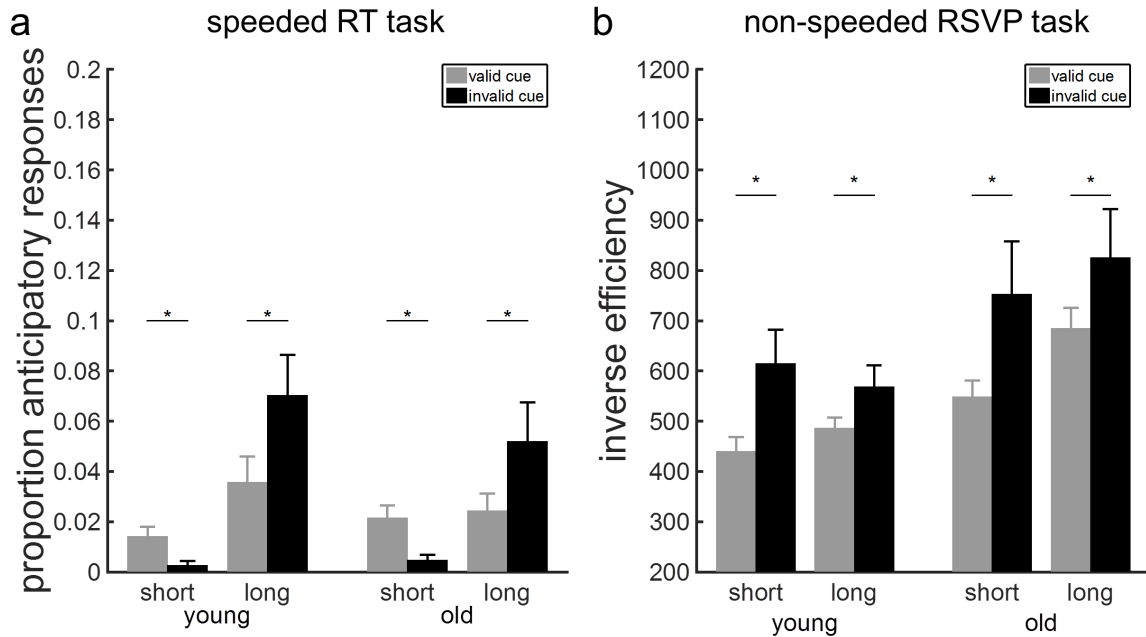 a
speeded RT task
proportion anticipatory responses
0.2
0.18
0.16
0.14
0.12
0.1
0.08
0.06
0.04
0.02
0
valid cue
invalid cue
*
*
*
*
short
long
short
long
young
old
b
non-speeded RSVP task
inverse efficiency
1200
1100
1000
900
800
700
600
500
400
300
200
valid cue
invalid cue
*
*
*
*
short
long
short
long
young
old